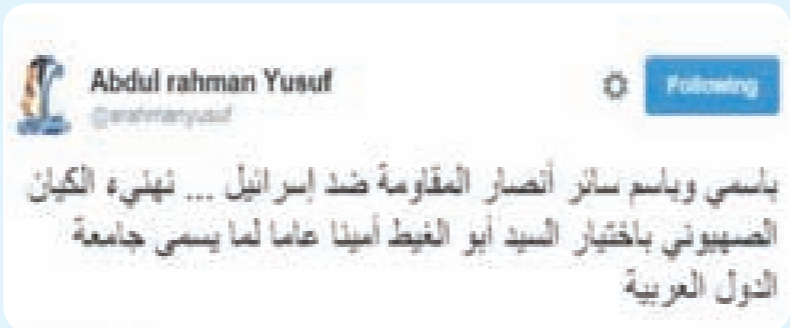 Abdul rahman Yusuf
Following
@arahmanyusuf
باسمي وباسم سائر أنصار المقاومة ضد إسرائيل ... نهنيء الكيان
الصهيوني باختيار السيد أبو الغيط أمينا عاما لما يسمى جامعة
الدول العربية